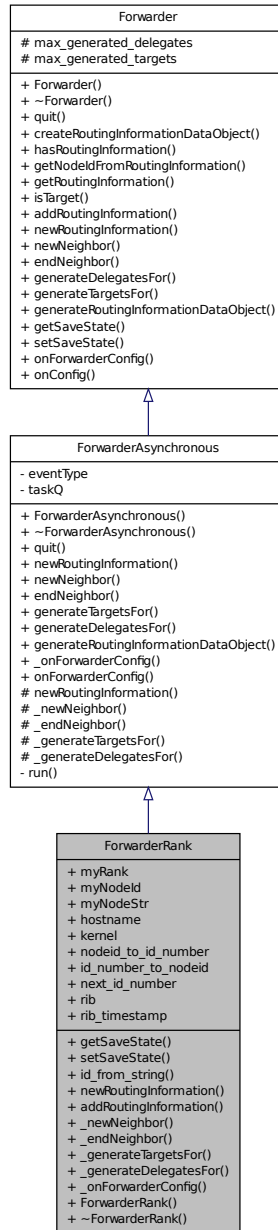 Forwarder
# max_generated_delegates
# max_generated_targets
+ Forwarder()
+ ~Forwarder()
+ quit()
+ createRoutingInformationDataObject()
+ hasRoutingInformation()
+ getNodeIdFromRoutingInformation()
+ getRoutingInformation()
+ isTarget()
+ addRoutingInformation()
+ newRoutingInformation()
+ newNeighbor()
+ endNeighbor()
+ generateDelegatesFor()
+ generateTargetsFor()
+ generateRoutingInformationDataObject()
+ getSaveState()
+ setSaveState()
+ onForwarderConfig()
+ onConfig()
ForwarderAsynchronous
- eventType
- taskQ
+ ForwarderAsynchronous()
+ ~ForwarderAsynchronous()
+ quit()
+ newRoutingInformation()
+ newNeighbor()
+ endNeighbor()
+ generateTargetsFor()
+ generateDelegatesFor()
+ generateRoutingInformationDataObject()
+ _onForwarderConfig()
+ onForwarderConfig()
# newRoutingInformation()
# _newNeighbor()
# _endNeighbor()
# _generateTargetsFor()
# _generateDelegatesFor()
- run()
ForwarderRank
+ myRank
+ myNodeId
+ myNodeStr
+ hostname
+ kernel
+ nodeid_to_id_number
+ id_number_to_nodeid
+ next_id_number
+ rib
+ rib_timestamp
+ getSaveState()
+ setSaveState()
+ id_from_string()
+ newRoutingInformation()
+ addRoutingInformation()
+ _newNeighbor()
+ _endNeighbor()
+ _generateTargetsFor()
+ _generateDelegatesFor()
+ _onForwarderConfig()
+ ForwarderRank()
+ ~ForwarderRank()